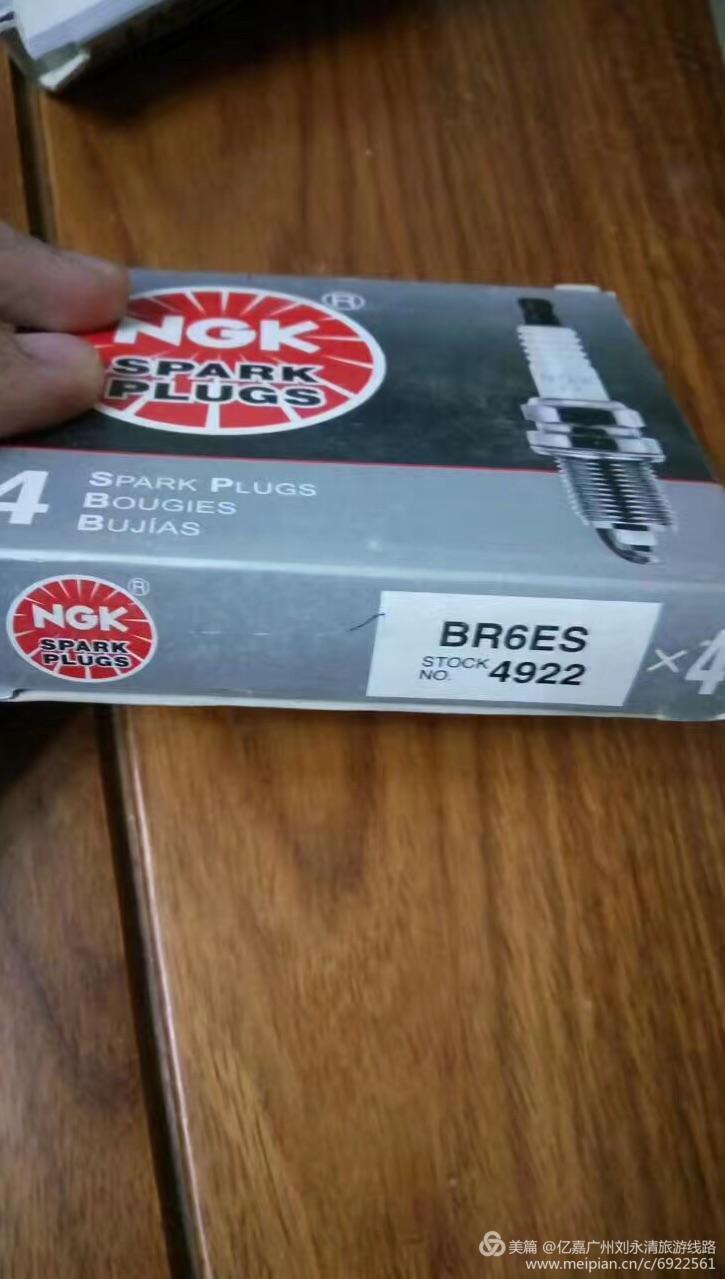 NGK
®
SPARK
PLUGS
4
SPARK PLUGS
BOUGIES
BUJÍAS
NGK
®
SPARK
PLUGS
BR6ES
STOCK NO. 4922
×4
美篇 @亿嘉广州刘永清旅游线路
www.meipian.cn/c/6922561